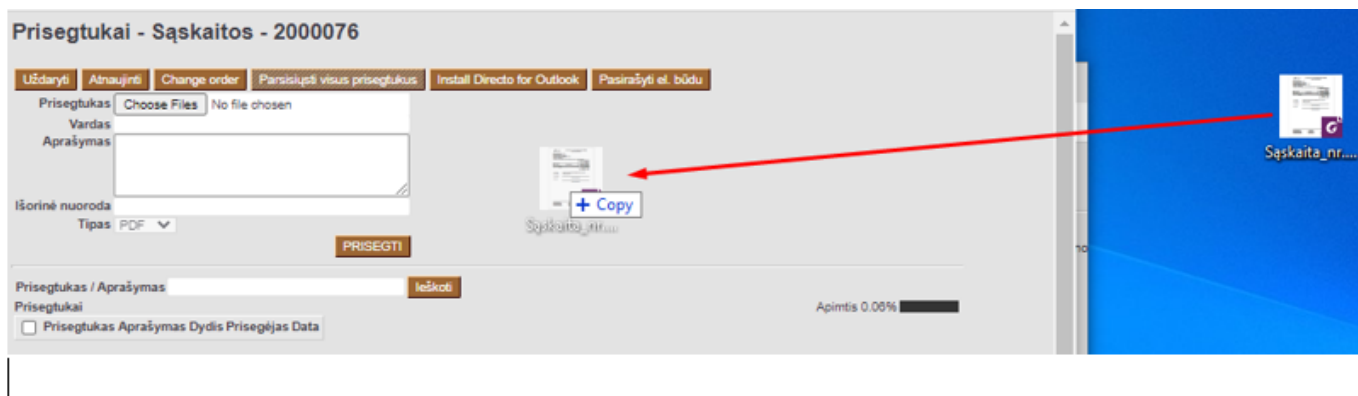 Prisegtukai - Sąskaitos - 2000076
Uždaryti Atnaujinti Change order Parsisiųsti visus prisegtukus Install Directo for Outlook Pasirašyti el. būdu
Prisegtukas Choose Files No file chosen
Vardas
Aprašymas
Sąskaita_nr....
+ Copy
Išorinė nuoroda
Sąskaita_nr....
Tipas PDF
PRISEGTI
Prisegtukas / Aprašymas Ieškoti
Prisegtukai Apimtis 0.06%
Prisegtukas Aprašymas Dydis Prisegėjas Data